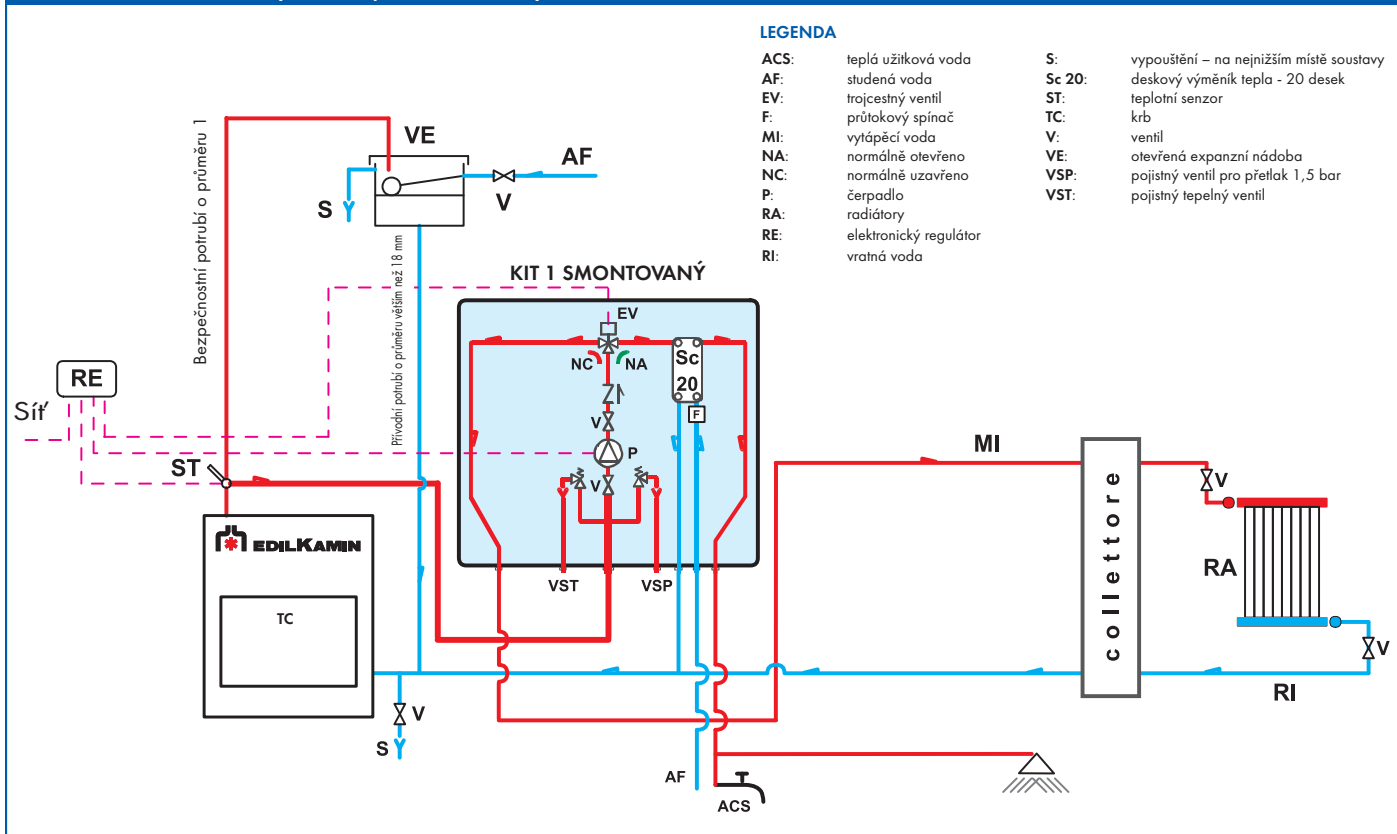 LEGENDA
ACS: teplá užitková voda
AF: studená voda
EV: trojcestný ventil
F: průtokový spínač
MI: vytápěcí voda
NA: normálně otevřeno
NC: normálně uzavřeno
P: čerpadlo
RA: radiátory
RE: elektronický regulátor
RI: vratná voda
S: vypouštění – na nejnižším místě soustavy
Sc 20: deskový výměník tepla - 20 desek
ST: teplotní senzor
TC: krb
V: ventil
VE: otevřená expanzní nádoba
VSP: pojistný ventil pro přetlak 1,5 bar
VST: pojistný tepelný ventil
Bezpečnostní potrubí o průměru 1
VE
AF
S
V
Přívodní potrubí o průměru větším než 18 mm
KIT 1 SMONTOVANÝ
EV
NC
NA
Sc
20
F
V
P
V
VST
VSP
RE
Síť
ST
EDILKAMIN
TC
V
S
MI
collettore
V
RA
V
RI
AF
ACS